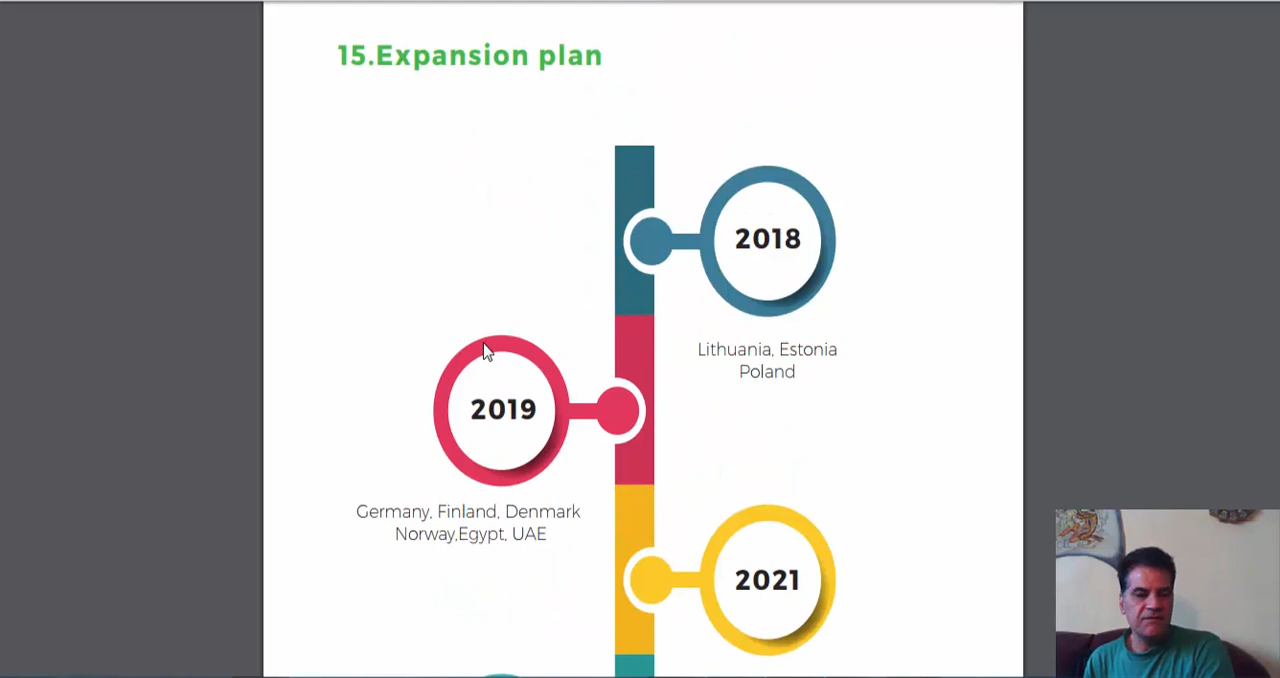 15.Expansion plan
2018
Lithuania, Estonia
Poland
2019
Germany, Finland, Denmark
Norway,Egypt, UAE
2021